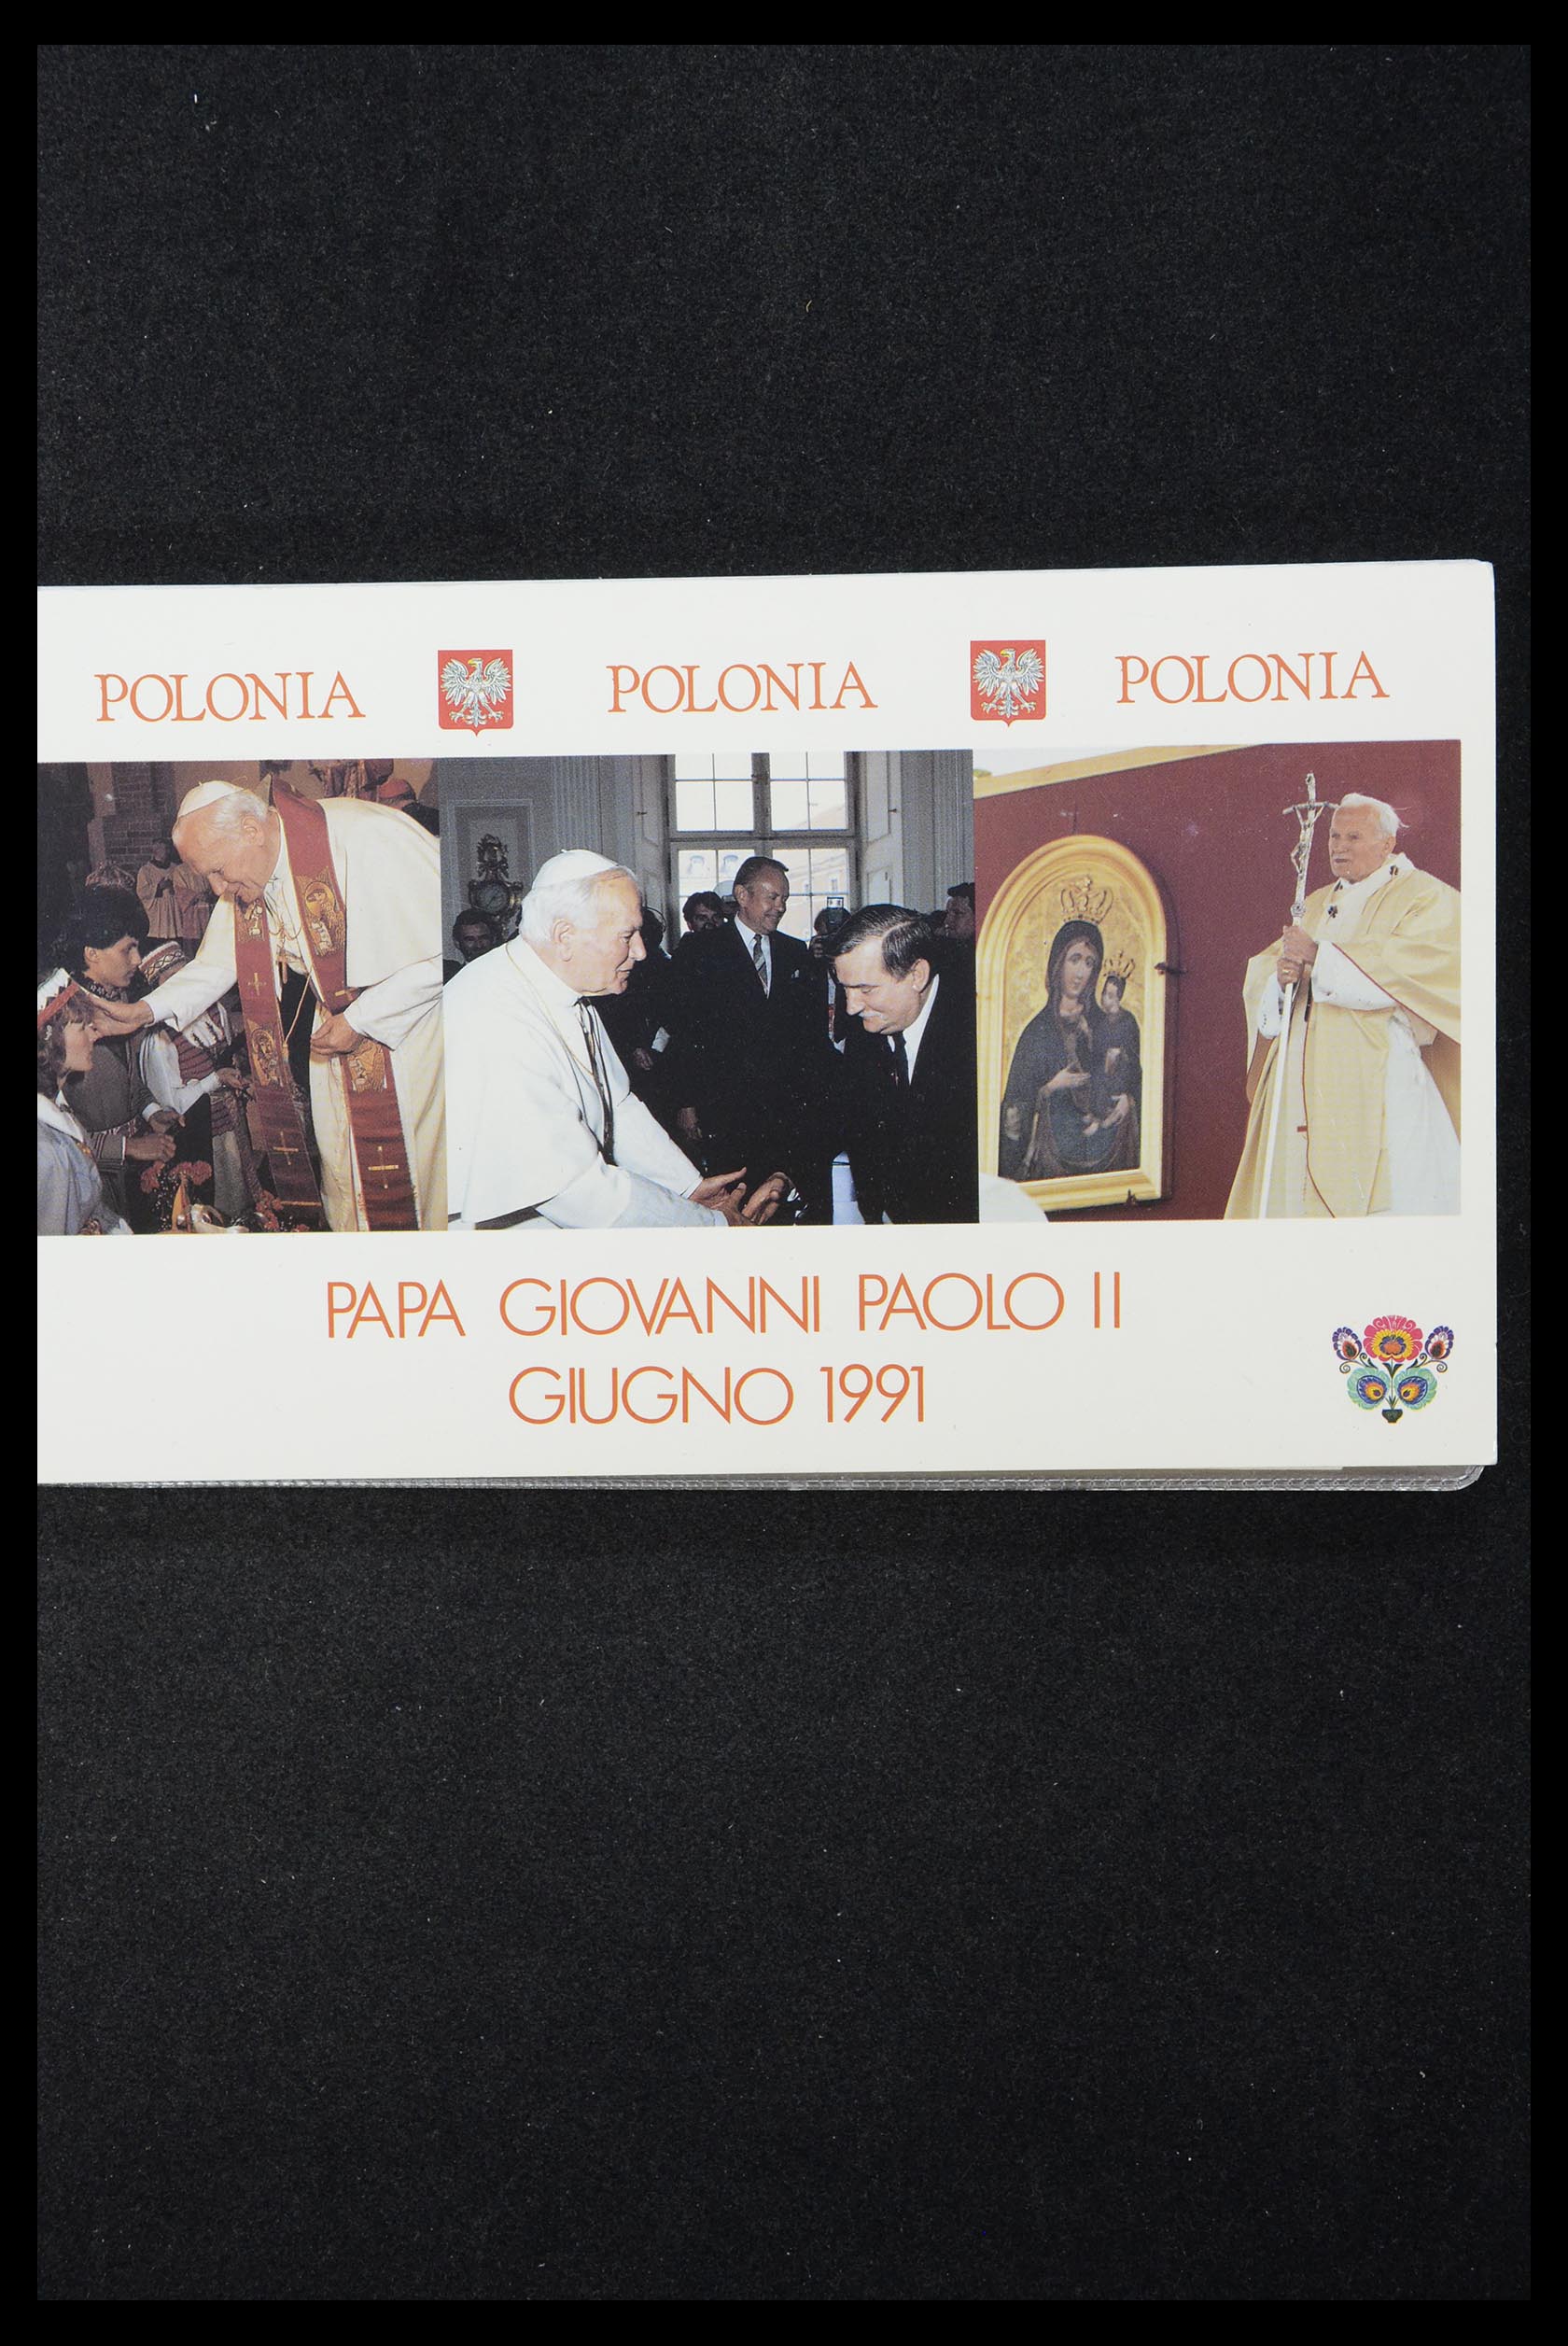 POLONIA POLONIA POLONIA
PAPA GIOVANNI PAOLO II
GIUGNO 1991